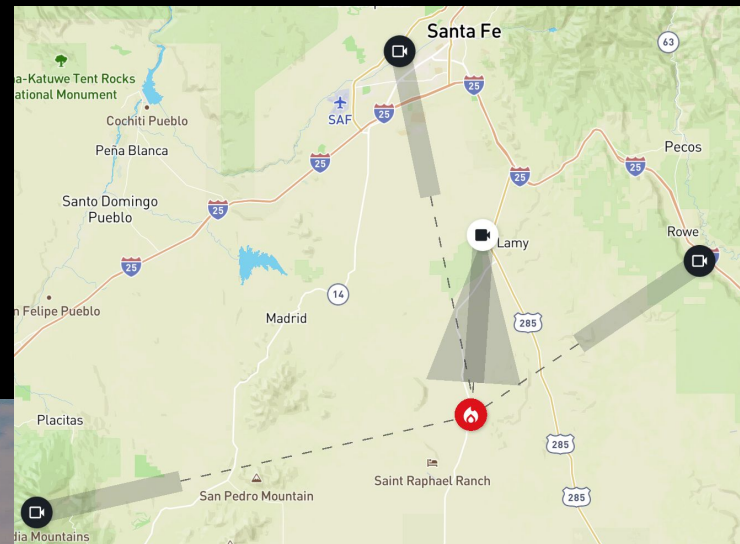 Santa Fe
63
a-Katuwe Tent Rocks
ational Monument
25
SAF
25
Cochiti Pueblo
Peña Blanca
25
Pecos
25
25
Santo Domingo
Pueblo
25
Rowe
Lamy
25
14
n Felipe Pueblo
Madrid
285
Placitas
285
Saint Raphael Ranch
San Pedro Mountain
285
dia Mountains